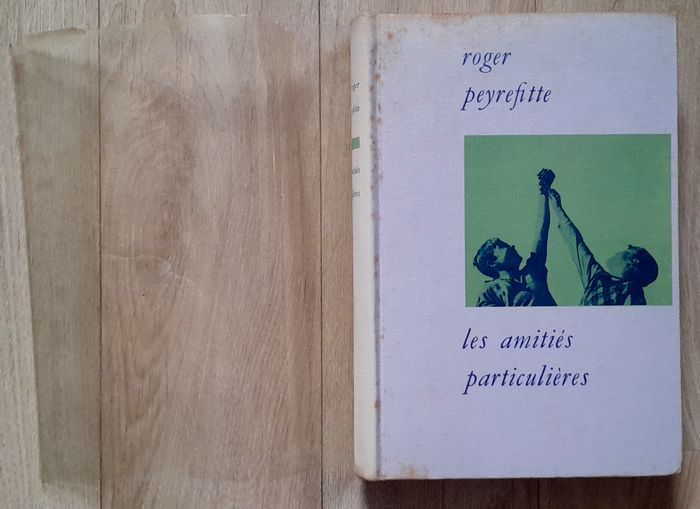 roger
peyrefitte
les amitiés
particulières